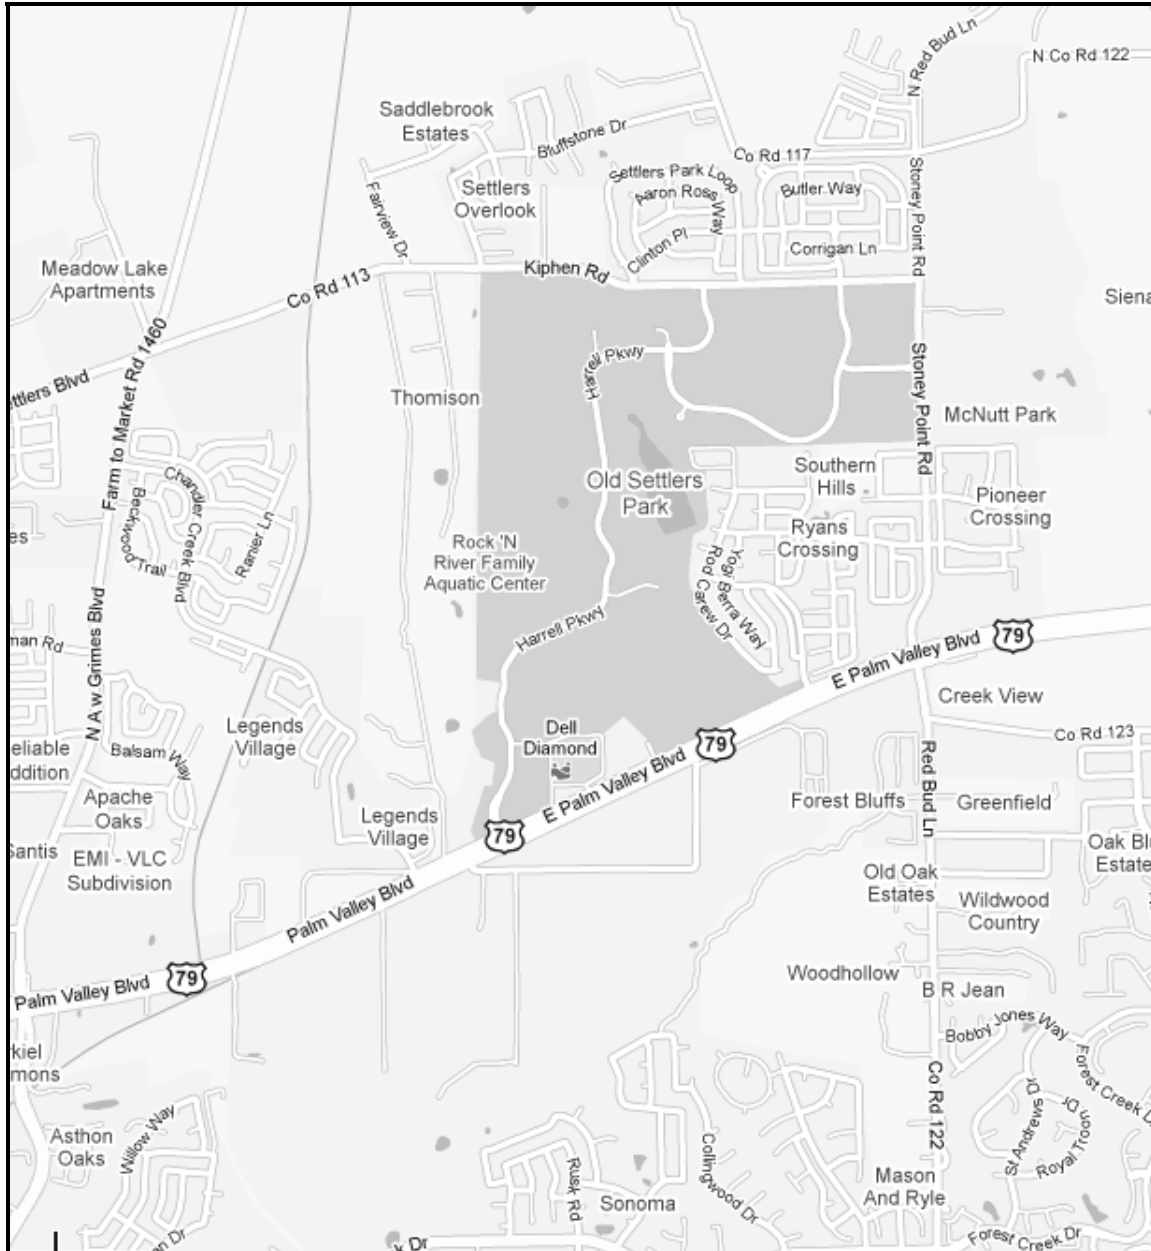 N Red Bud Ln
N Co Rd 122
Saddlebrook
Estates
Bluffstone Dr
Co Rd 117
Settlers Park Loop
Aaron Ross Way
Butler Way
Stoney Point Rd
Settlers
Overlook
Fairview Dr
Clinton Pl
Corrigan Ln
Meadow Lake
Apartments
Co Rd 113
Kiphen Rd
Siena
Farm to Market Rd 1460
ettlers Blvd
Harrell Pkwy
Stoney Point Rd
Thomison
McNutt Park
Old Settlers
Park
Southern
Hills
Pioneer
Crossing
Chandler Creek Blvd
Beckwood Trail
Ranier Ln
es
Ryans
Crossing
Rock 'N
River Family
Aquatic Center
Yogi Berra Way
Rod Carew Dr
N A w Grimes Blvd
man Rd
Harrell Pkwy
79
E Palm Valley Blvd
Creek View
Legends
Village
Dell
Diamond
79
Co Rd 123
eliable
ddition
Balsam Way
E Palm Valley Blvd
Red Bud Ln
Apache
Oaks
Forest Bluffs
Greenfield
Legends
Village
79
Santis
EMI - VLC
Subdivision
Oak Bl
Estate
Old Oak
Estates
Wildwood
Country
Palm Valley Blvd
79
Palm Valley Blvd
Woodhollow
B R Jean
Bobby Jones Way
rkiel
mons
Forest Creek D
Co Rd 122
St Andrews Dr
Royal Troon Dr
Asthon
Oaks
Willow Way
Collingwood Dr
Rusk Rd
Sonoma
Mason
And Ryle
Forest Creek Dr
an Dr
k Dr